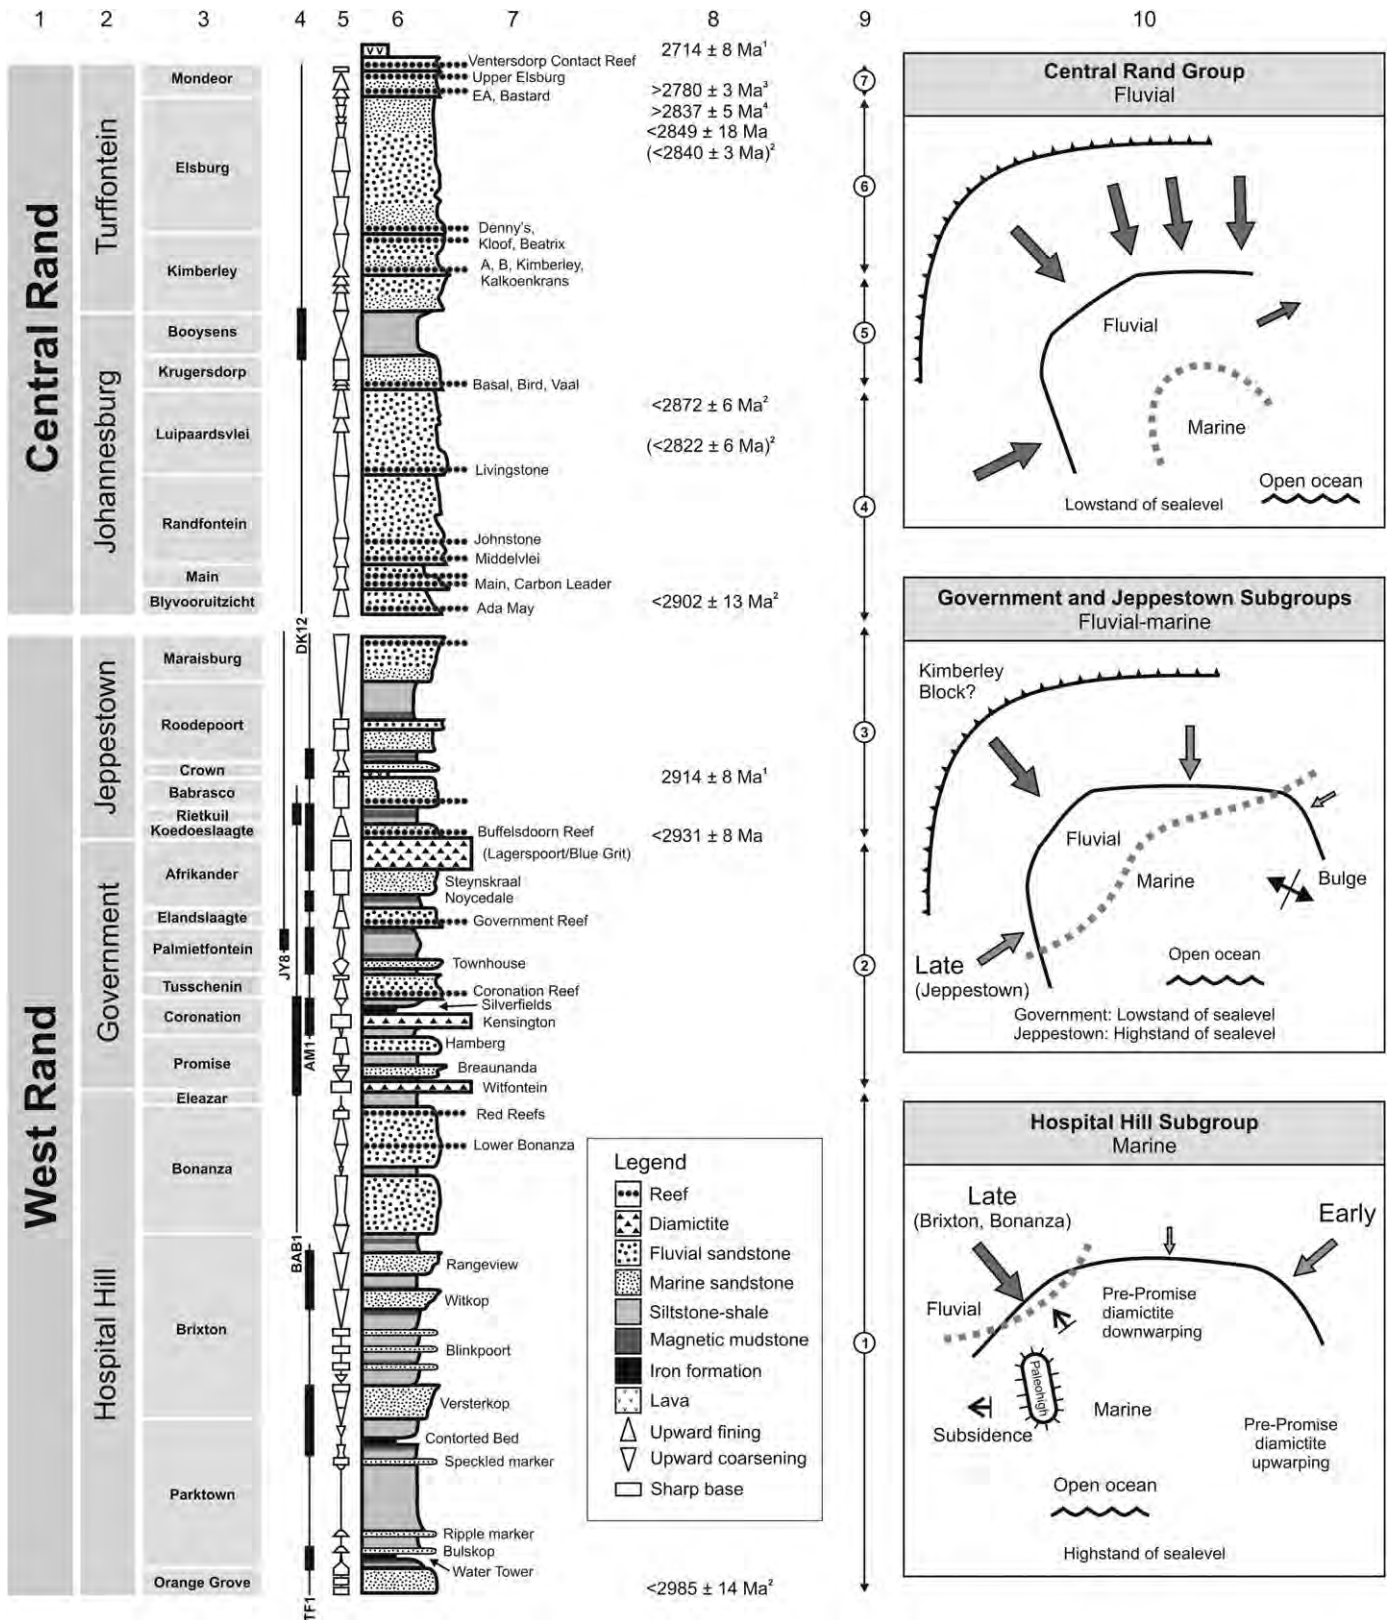 1 2 3 4 5 6 7 8 9 10
Central Rand
West Rand
Turffontein
Johannesburg
Jeppestown
Government
Hospital Hill
Mondeor
Elsburg
Kimberley
Booysens
Krugersdorp
Luipaardsvlei
Randfontein
Main
Blyvooruitzicht
Maraisburg
Roodepoort
Crown
Babrasco
Rietkuil
Koedoeslaagte
Afrikander
Elandslaagte
Palmietfontein
Tusschenin
Coronation
Promise
Eleazar
Bonanza
Brixton
Parktown
Orange Grove
DK12
JY8
AM1
BAB1
TF1
Ventersdorp Contact Reef
Upper Elsburg
EA, Bastard
Denny's,
Kloof, Beatrix
A, B, Kimberley,
Kalkoenkrans
Basal, Bird, Vaal
Livingstone
Johnstone
Middelvlei
Main, Carbon Leader
Ada May
Buffelsdoorn Reef
(Lagerspoort/Blue Grit)
Steynskraal
Noycedale
Government Reef
Townhouse
Coronation Reef
Silverfields
Kensington
Hamberg
Breaunanda
Witfontein
Red Reefs
Lower Bonanza
Rangeview
Witkop
Blinkpoort
Versterkop
Contorted Bed
Speckled marker
Ripple marker
Bulskop
Water Tower
2714 ± 8 Ma¹
>2780 ± 3 Ma³
>2837 ± 5 Ma⁴
<2849 ± 18 Ma
(<2840 ± 3 Ma)²
<2872 ± 6 Ma²
(<2822 ± 6 Ma)²
<2902 ± 13 Ma²
2914 ± 8 Ma¹
<2931 ± 8 Ma
<2985 ± 14 Ma²
Legend
Reef
Diamictite
Fluvial sandstone
Marine sandstone
Siltstone-shale
Magnetic mudstone
Iron formation
Lava
Upward fining
Upward coarsening
Sharp base
7
6
5
4
3
2
1
Central Rand Group
Fluvial
Fluvial
Marine
Open ocean
Lowstand of sealevel
Government and Jeppestown Subgroups
Fluvial-marine
Kimberley
Block?
Fluvial
Marine
Bulge
Open ocean
Late
(Jeppestown)
Government: Lowstand of sealevel
Jeppestown: Highstand of sealevel
Hospital Hill Subgroup
Marine
Late
(Brixton, Bonanza)
Early
Fluvial
Pre-Promise
diamictite
downwarping
Paleohigh
Marine
Subsidence
Pre-Promise
diamictite
upwarping
Open ocean
Highstand of sealevel